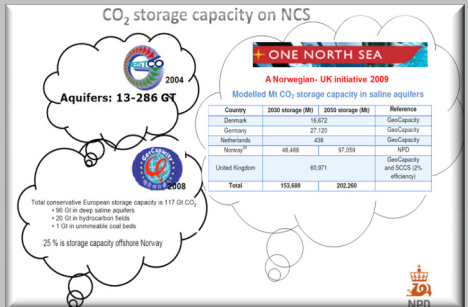 CO₂ storage capacity on NCS
2004
Aquifers: 13-286 GT
GeoCapacity
2008
Total conservative European storage capacity is 117 Gt CO₂
• 96 Gt in deep saline aquifers
• 20 Gt in hydrocarbon fields
• 1 Gt in unmineable coal beds
25 % is storage capacity offshore Norvay
ONE NORTH SEA
A Norwegian- UK initiative 2009
Modelled Mt CO₂ storage capacity in saline aquifers
Country 2030 storage (Mt) 2050 storage (Mt) Reference
Denmark 16,672 GeoCapacity
Germany 27,120 GeoCapacity
Netherlands 438 GeoCapacity
Norway 48,488 97,059 NPD
United Kingdom 60,971 GeoCapacity
and SCCS (2%
efficiency)
Total 153,689 202,260
NPD